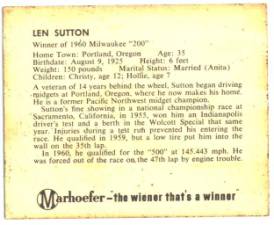 LEN SUTTON
Winner of 1960 Milwaukee "200"
Home Town: Portland, Oregon Age: 35
Birthdate: August 9, 1925 Height: 6 feet
Weight: 150 pounds Marital Status: Married (Anita)
Children: Christy, age 12; Hollie, age 7
A veteran of 14 years behind the wheel, Sutton began driving
midgets at Portland, Oregon, where he now makes his home.
He is a former Pacific Northwest midget champion.
Sutton's fine showing in a national championship race at
Sacramento, California, in 1955, won him an Indianapolis
driver's test and a berth in the Wolcott Special that same
year. Injuries during a test run prevented his entering the
race. He qualified in 1959, but a low tire put him into the
wall on the 35th lap.
In 1960, he qualified for the "500" at 145.443 mph. He
was forced out of the race on the 47th lap by engine trouble.
Marhoefer—the wiener that's a winner